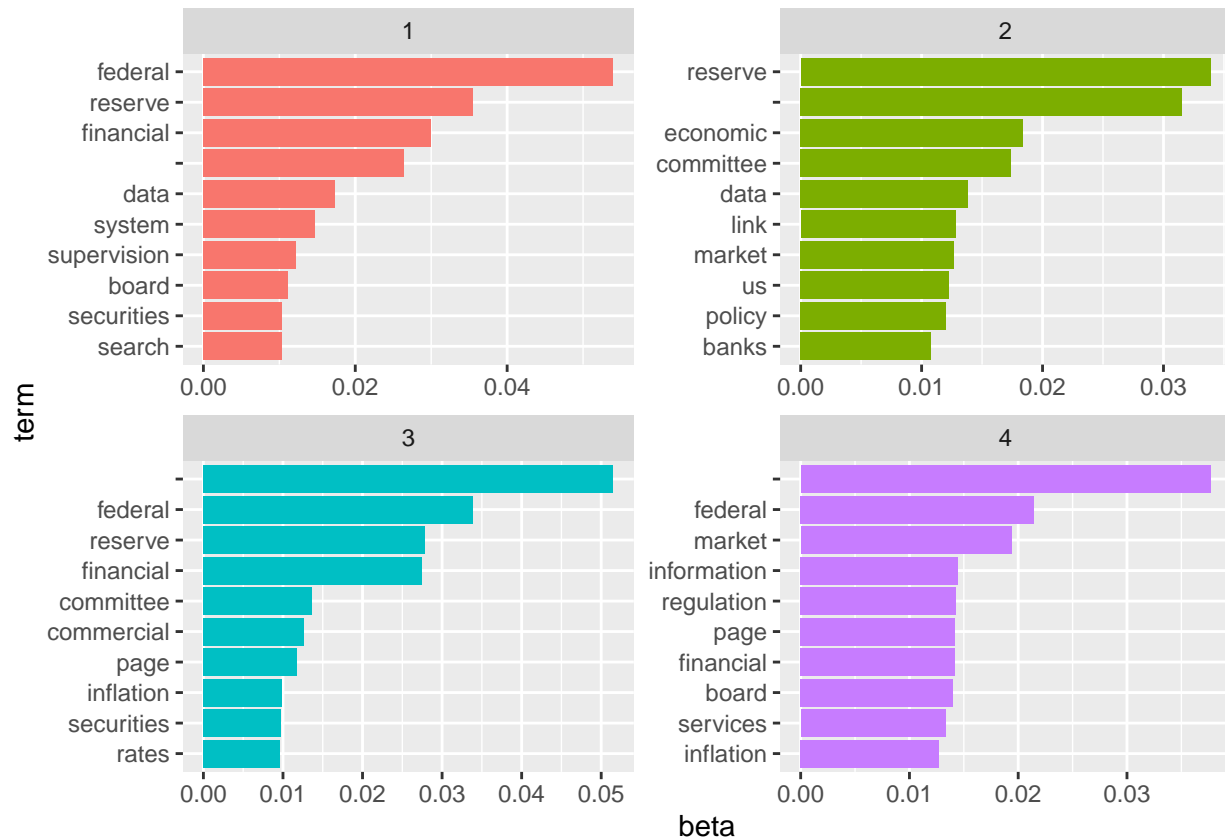 1
federal
reserve
financial
data
system
supervision
board
securities
search
0.00 0.02 0.04
2
reserve
economic
committee
data
link
market
us
policy
banks
0.00 0.01 0.02 0.03
3
federal
reserve
financial
committee
commercial
page
inflation
securities
rates
0.00 0.01 0.02 0.03 0.04 0.05
4
federal
market
information
regulation
page
financial
board
services
inflation
0.00 0.01 0.02 0.03
term
beta